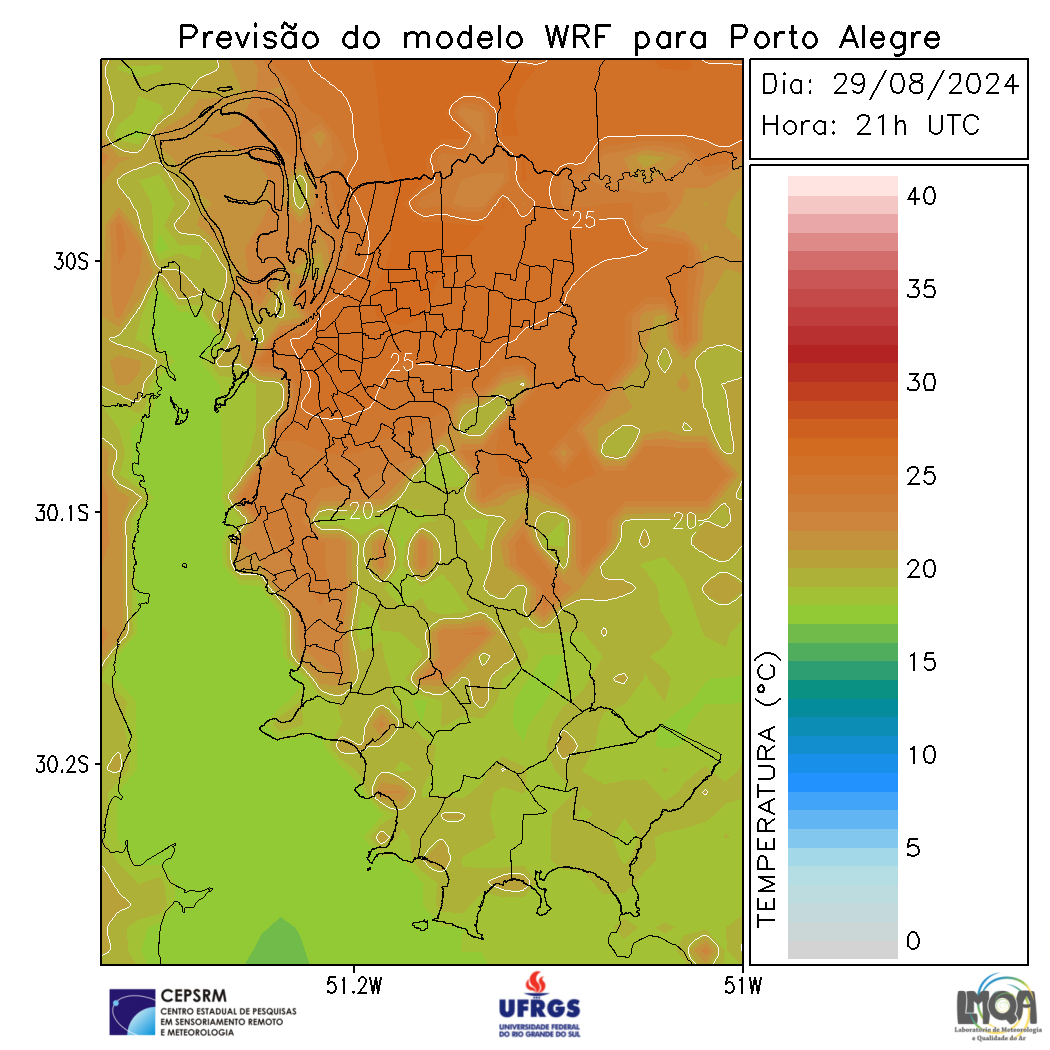 Previsão do modelo WRF para Porto Alegre
Dia: 29/08/2024
Hora: 21h UTC
30S
30.1S
30.2S
51.2W
51W
25
25
20
20
TEMPERATURA (°C)
40
35
30
25
20
15
10
5
0
CEPSRM
CENTRO ESTADUAL DE PESQUISAS
EM SENSORIAMENTO REMOTO
E METEOROLOGIA
UFRGS
UNIVERSIDADE FEDERAL
DO RIO GRANDE DO SUL
LMQA
Laboratório de Meteorologia
e Qualidade do Ar